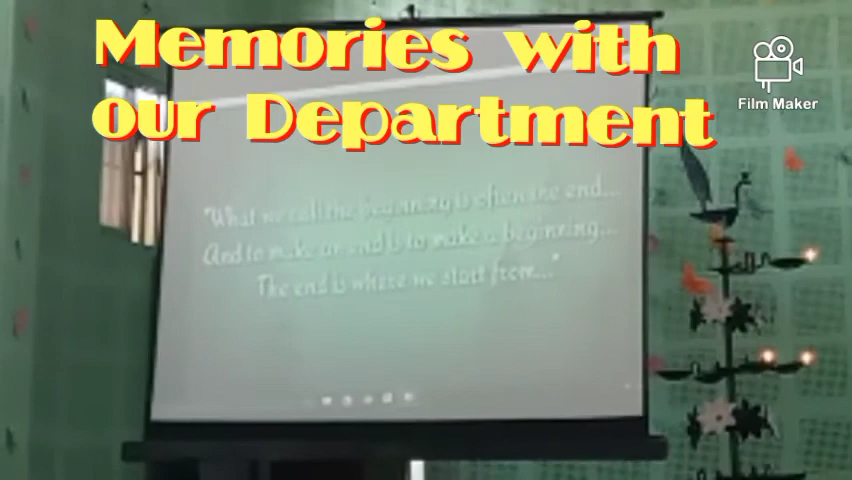 Memories with
our Department
Film Maker
"What we call the beginning is often the end...
And to make an end is to make a beginning...
The end is where we start from..."